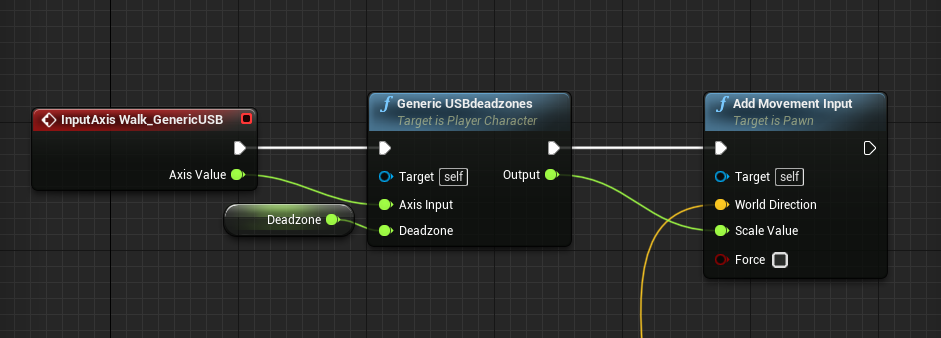 InputAxis Walk_GenericUSB
Axis Value
Deadzone
f Generic USBdeadzones
Target is Player Character
Target self
Output
Axis Input
Deadzone
f Add Movement Input
Target is Pawn
Target self
World Direction
Scale Value
Force